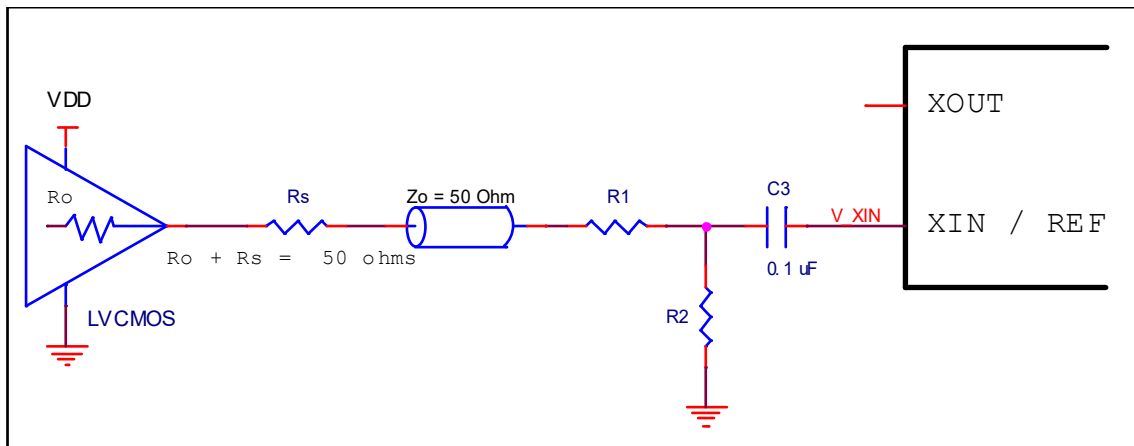 VDD
XOUT
Ro
Rs
Zo = 50 Ohm
R1
C3
V_XIN
XIN / REF
Ro + Rs = 50 ohms
0.1 uF
LVCMOS
R2